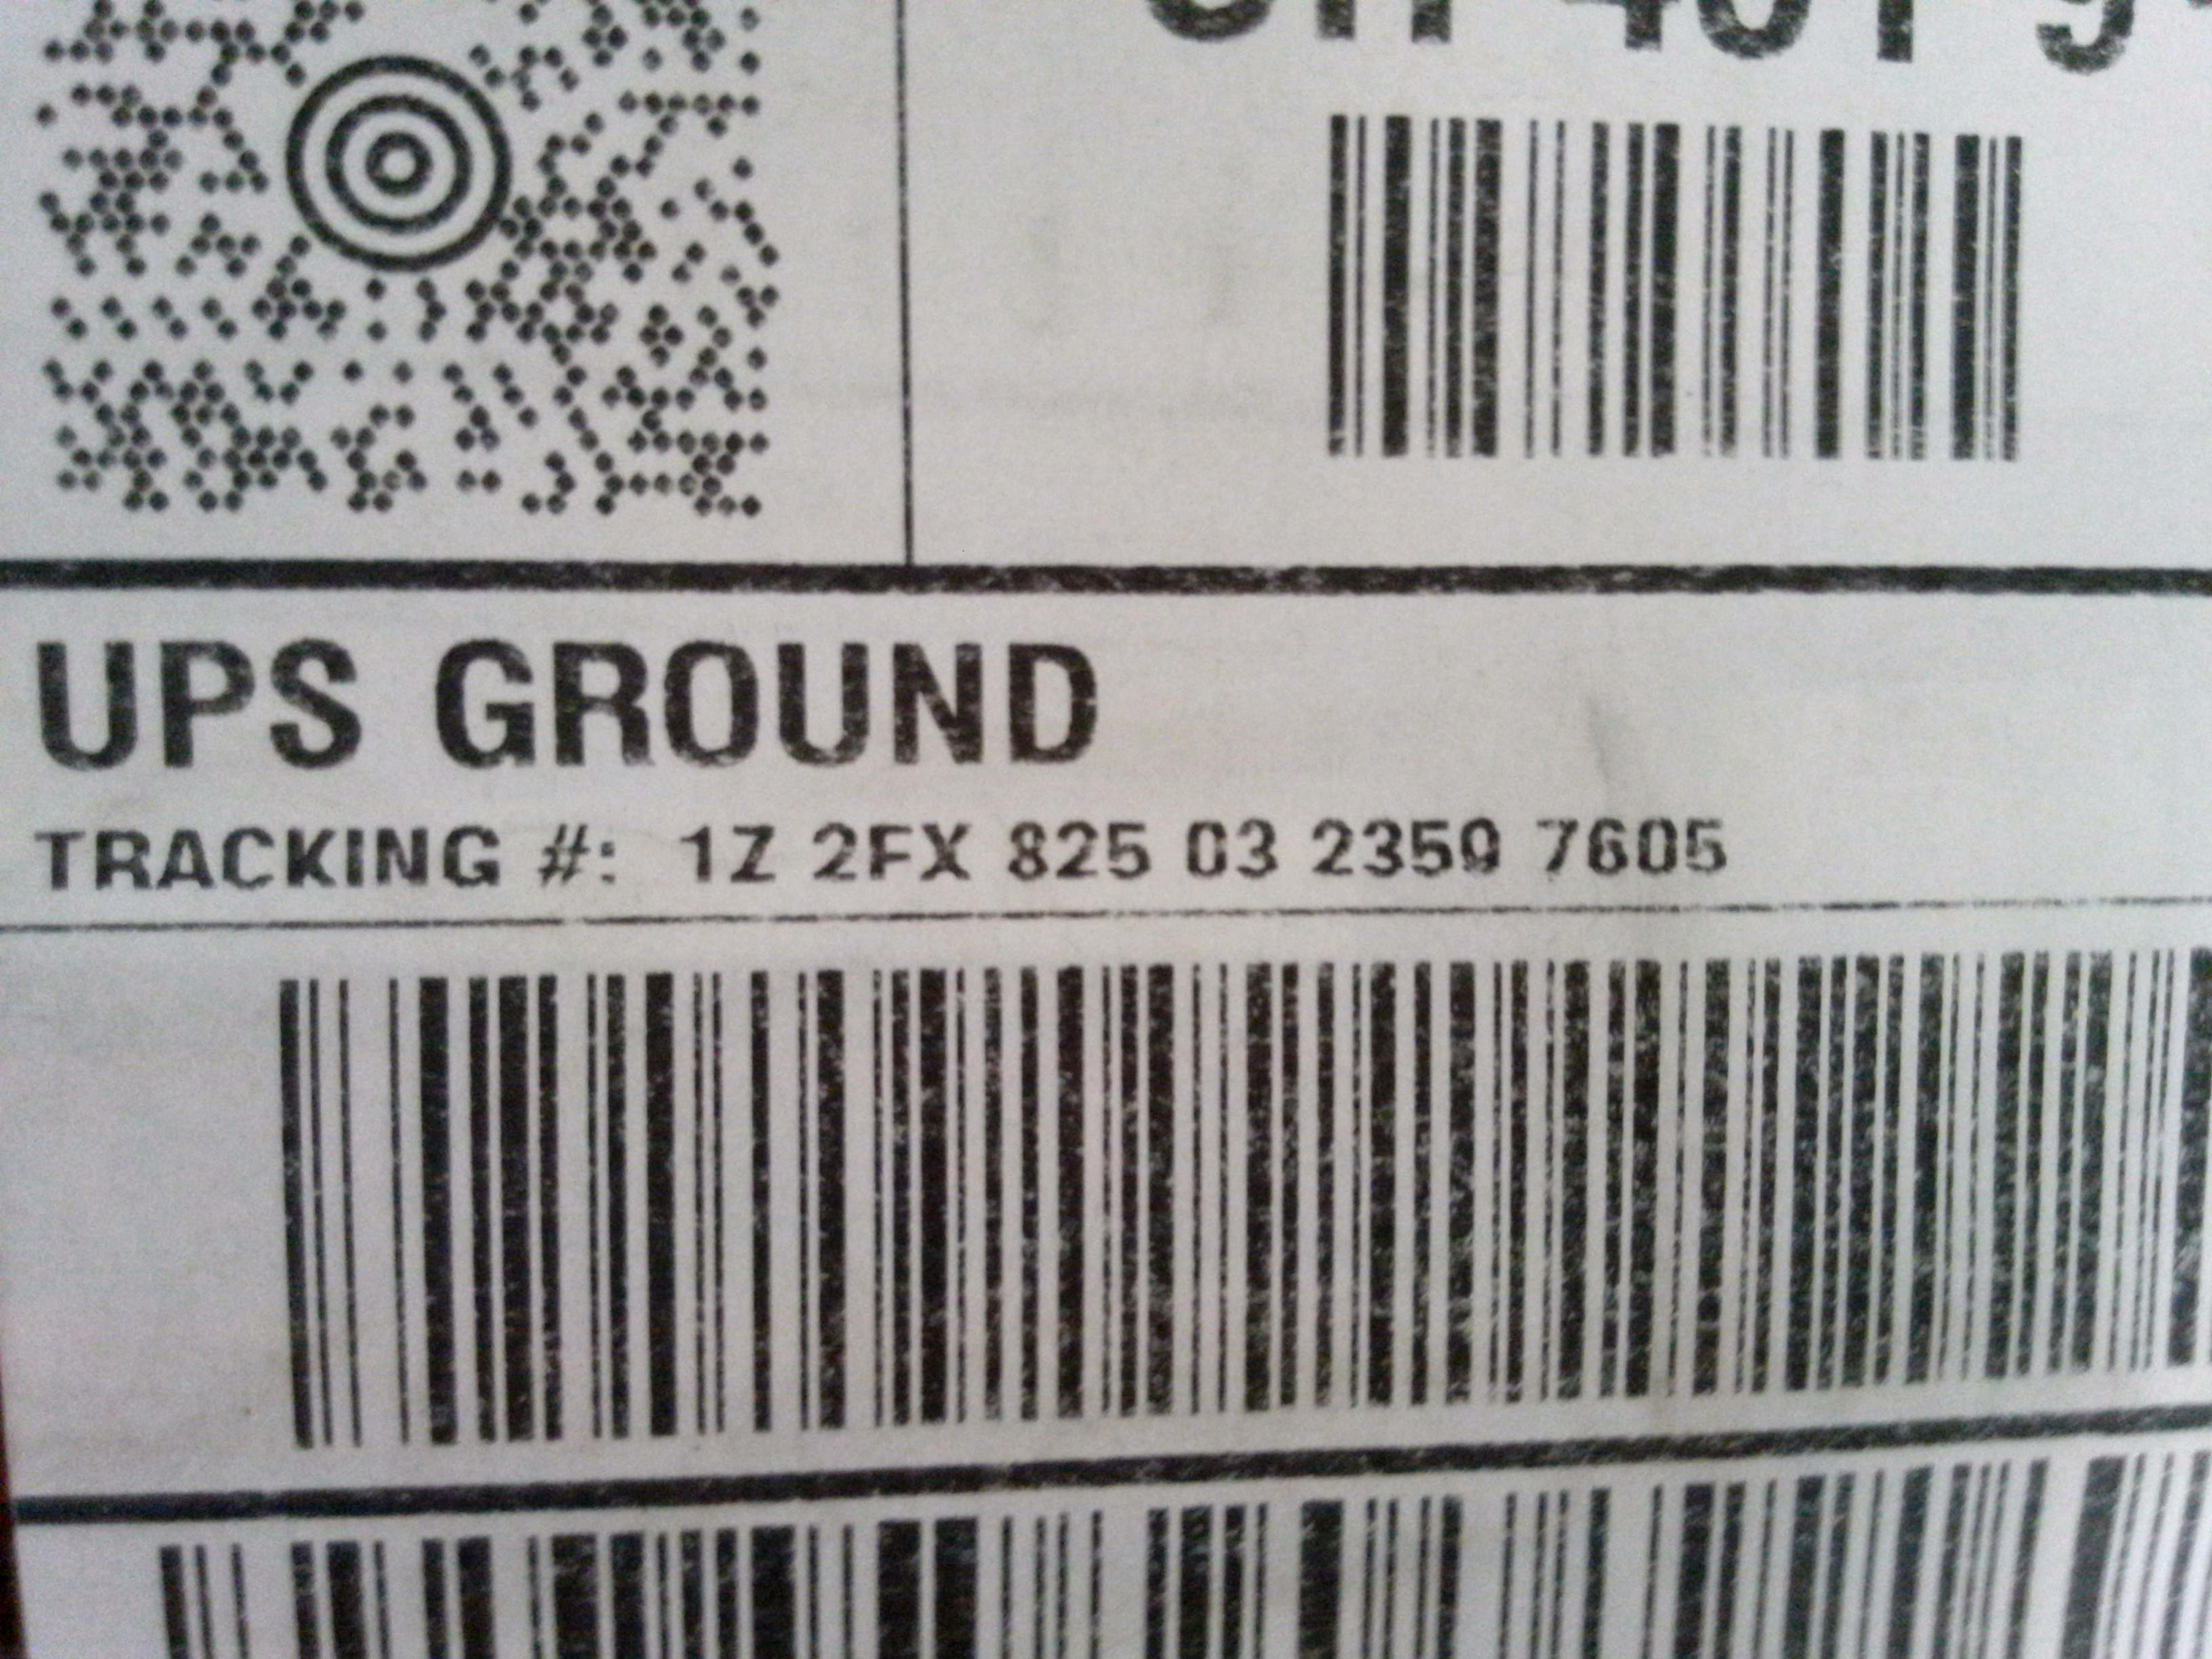 UPS GROUND
TRACKING #: 1Z 2FX 825 03 2359 7605